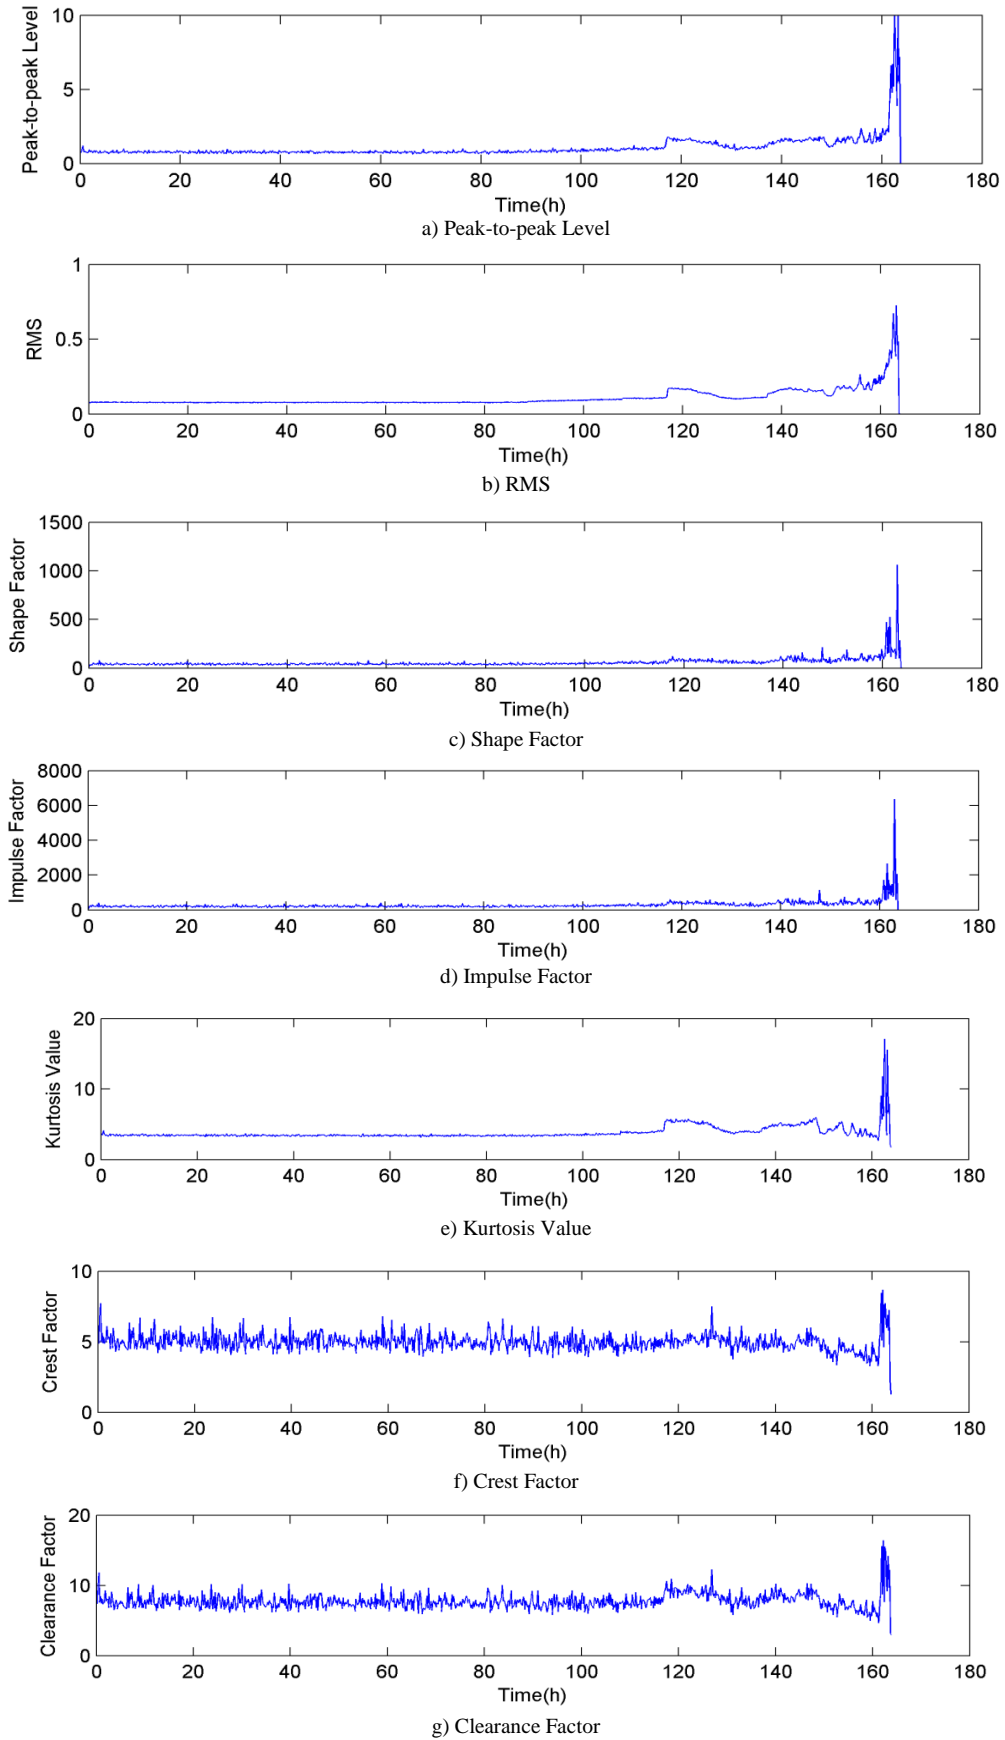 Peak-to-peak Level
10
5
0
0 20 40 60 80 100 120 140 160 180
Time(h)
a) Peak-to-peak Level
RMS
1
0.5
0
0 20 40 60 80 100 120 140 160 180
Time(h)
b) RMS
Shape Factor
1500
1000
500
0
0 20 40 60 80 100 120 140 160 180
Time(h)
c) Shape Factor
Impulse Factor
8000
6000
4000
2000
0
0 20 40 60 80 100 120 140 160 180
Time(h)
d) Impulse Factor
Kurtosis Value
20
10
0
0 20 40 60 80 100 120 140 160 180
Time(h)
e) Kurtosis Value
Crest Factor
10
5
0
0 20 40 60 80 100 120 140 160 180
Time(h)
f) Crest Factor
Clearance Factor
20
10
0
0 20 40 60 80 100 120 140 160 180
Time(h)
g) Clearance Factor